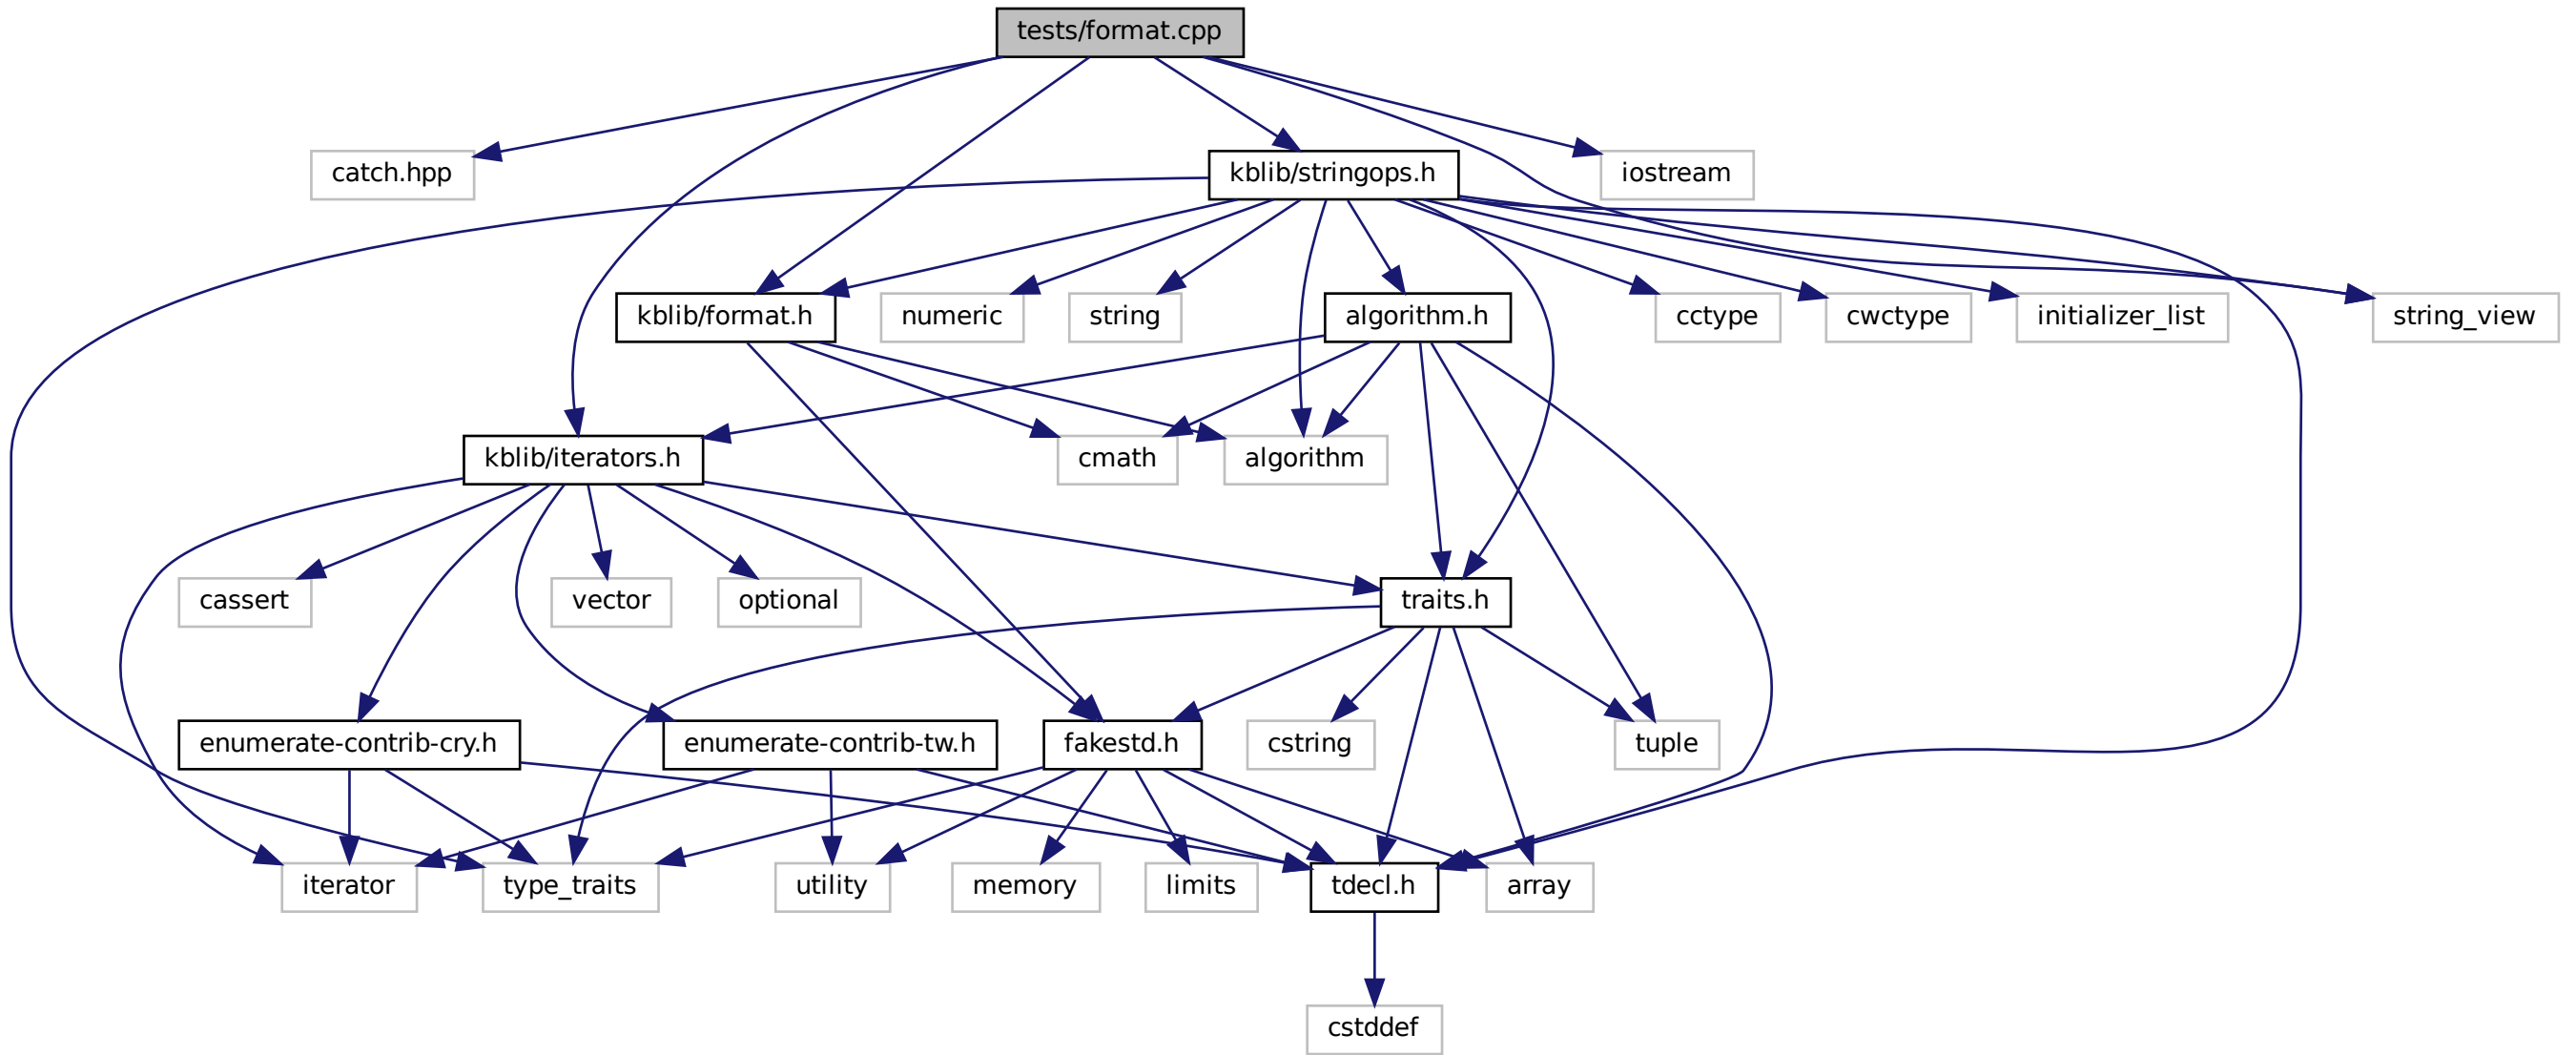 tests/format.cpp
catch.hpp
kblib/stringops.h
iostream
kblib/format.h
numeric
string
algorithm.h
cctype
cwctype
initializer_list
string_view
kblib/iterators.h
cmath
algorithm
cassert
vector
optional
traits.h
enumerate-contrib-cry.h
enumerate-contrib-tw.h
fakestd.h
cstring
tuple
iterator
type_traits
utility
memory
limits
tdecl.h
array
cstddef